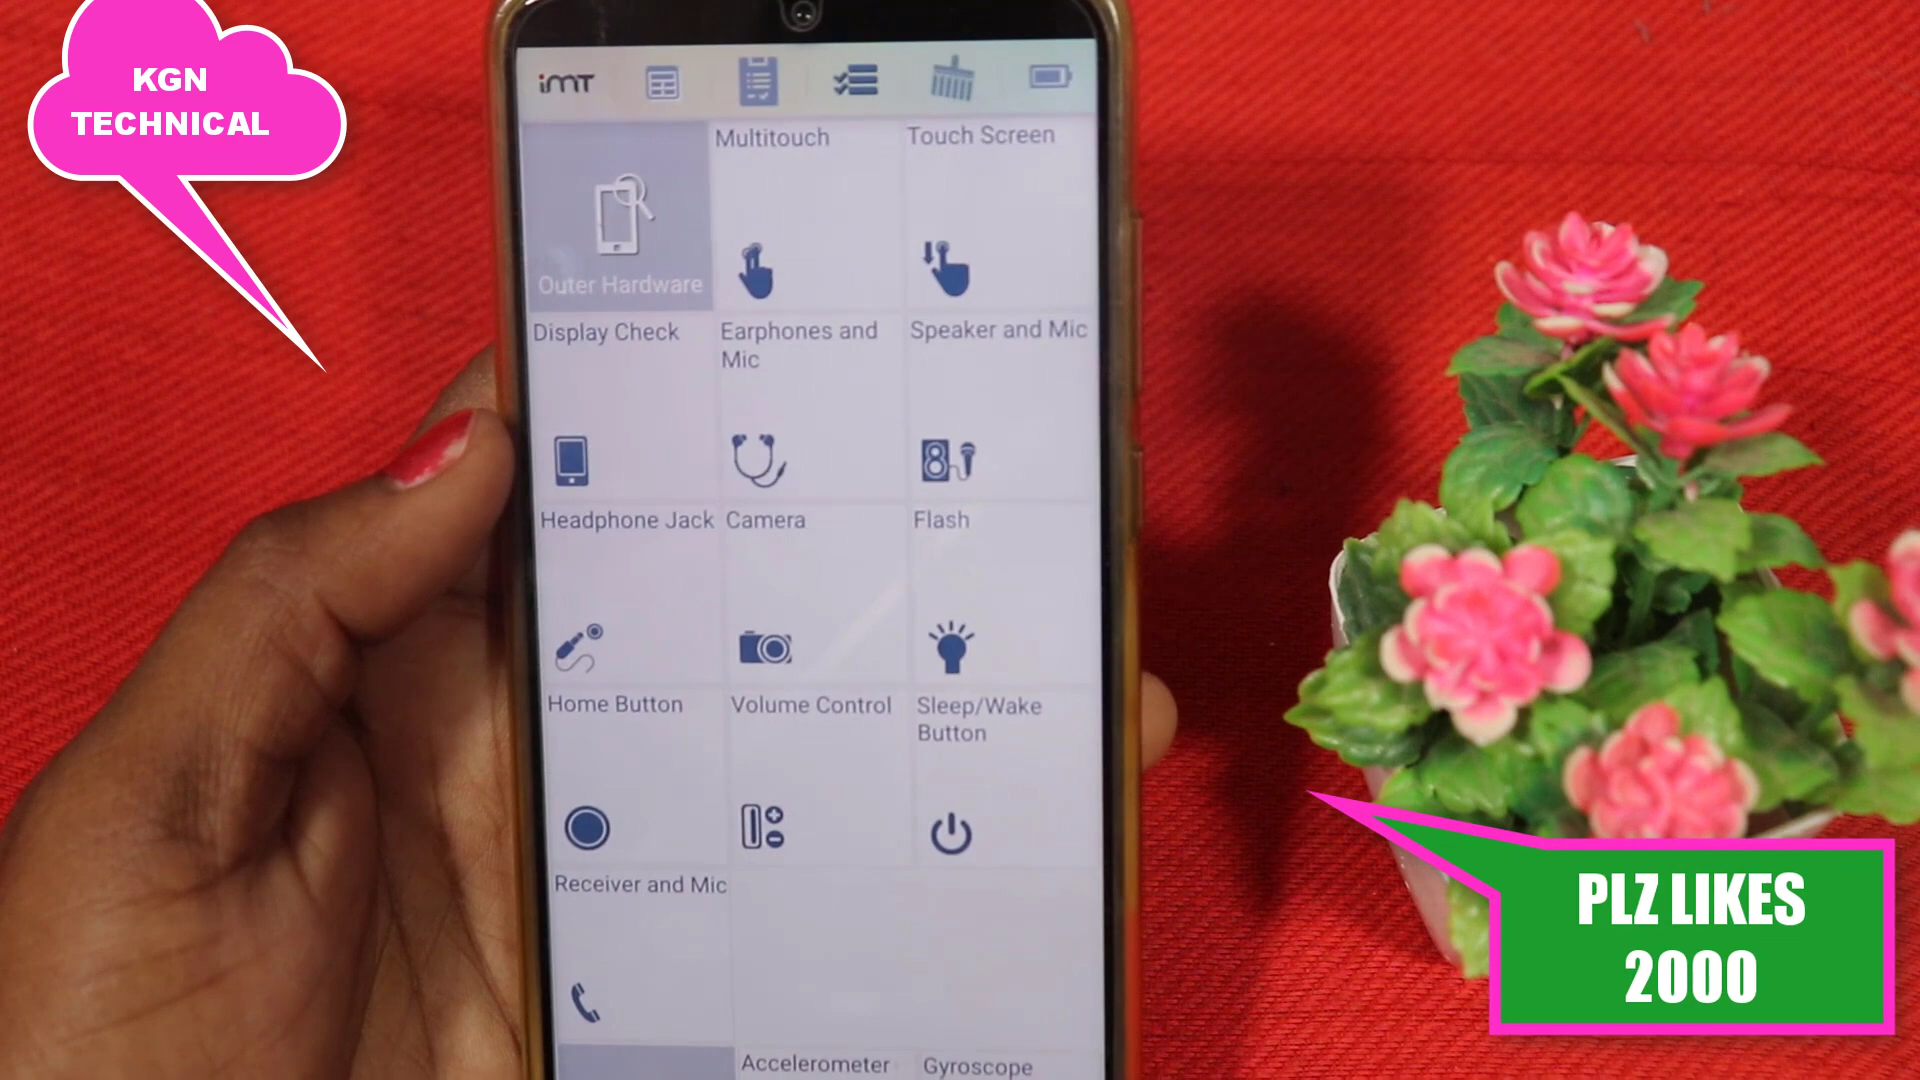 KGN
TECHNICAL
iMT
Multitouch
Touch Screen
Outer Hardware
Display Check
Earphones and
Mic
Speaker and Mic
Headphone Jack
Camera
Flash
Home Button
Volume Control
Sleep/Wake
Button
Receiver and Mic
Accelerometer
Gyroscope
PLZ LIKES
2000